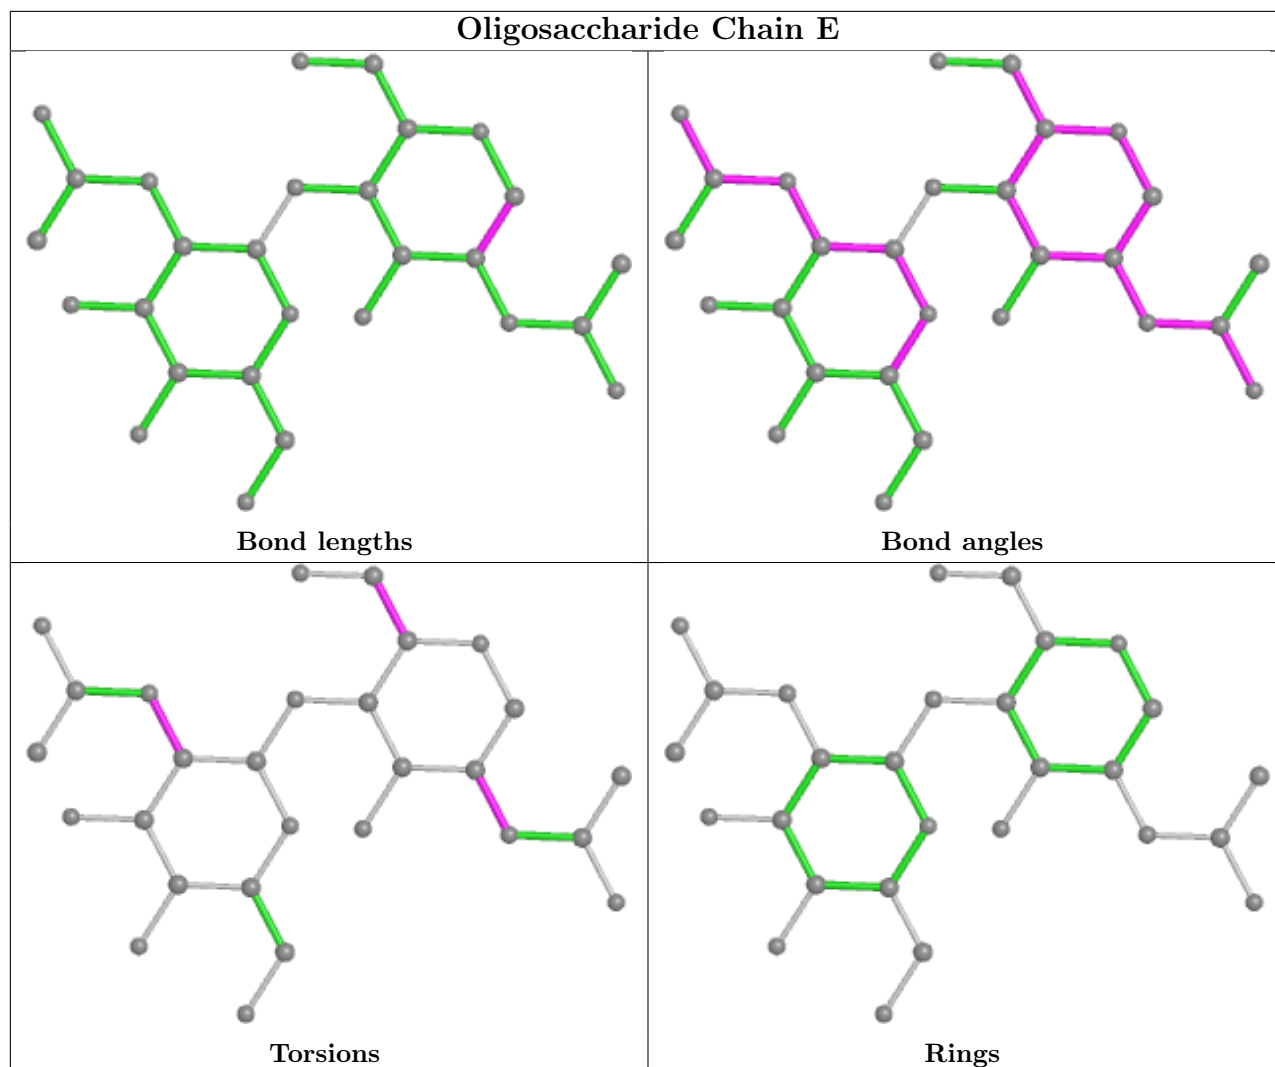 Oligosaccharide Chain E
Bond lengths
Bond angles
Torsions
Rings